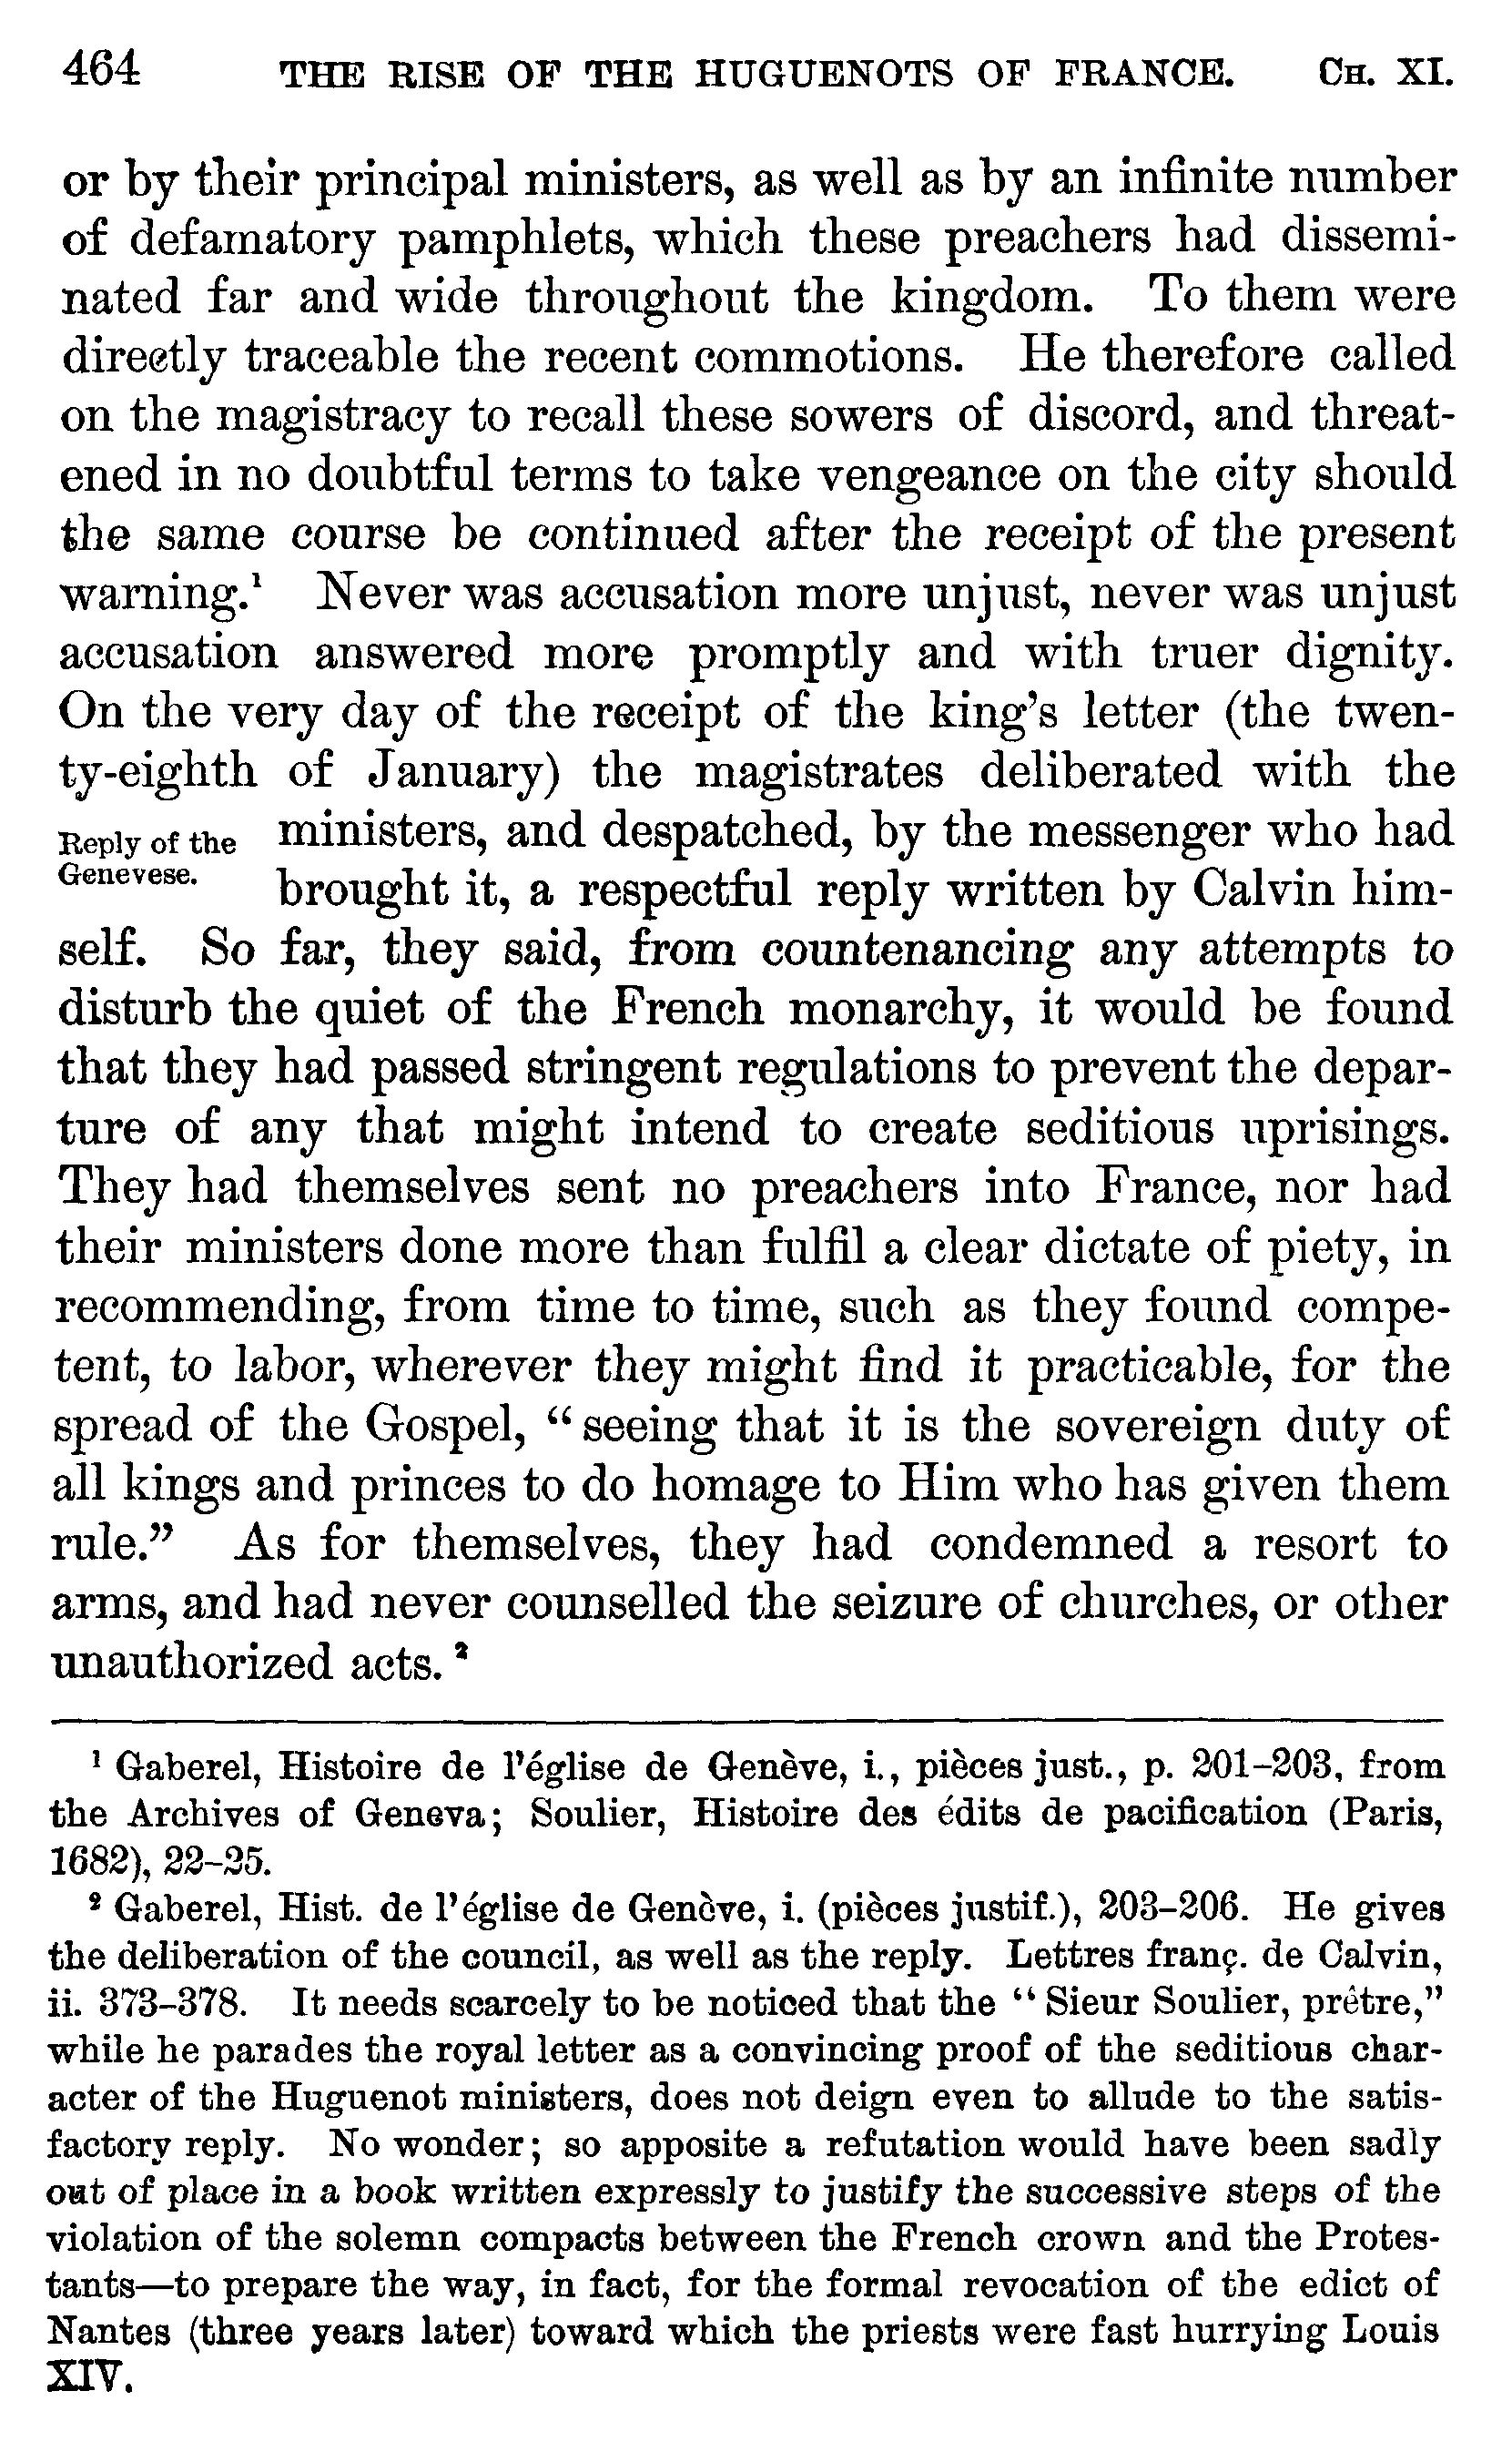 464 THE RISE OF THE HUGUENOTS OF FRANCE. CH. XI.
or by their principal ministers, as well as by an infinite number
of defamatory pamphlets, which these preachers had dissemi-
nated far and wide throughout the kingdom. To them were
directly traceable the recent commotions. He therefore called
on the magistracy to recall these sowers of discord, and threat-
ened in no doubtful terms to take vengeance on the city should
the same course be continued after the receipt of the present
warning.¹ Never was accusation more unjust, never was unjust
accusation answered more promptly and with truer dignity.
On the very day of the receipt of the king's letter (the twen-
ty-eighth of January) the magistrates deliberated with the
Reply of the
Genevese.
ministers, and despatched, by the messenger who had
brought it, a respectful reply written by Calvin him-
self. So far, they said, from countenancing any attempts to
disturb the quiet of the French monarchy, it would be found
that they had passed stringent regulations to prevent the depar-
ture of any that might intend to create seditious uprisings.
They had themselves sent no preachers into France, nor had
their ministers done more than fulfil a clear dictate of piety, in
recommending, from time to time, such as they found compe-
tent, to labor, wherever they might find it practicable, for the
spread of the Gospel, "seeing that it is the sovereign duty of
all kings and princes to do homage to Him who has given them
rule." As for themselves, they had condemned a resort to
arms, and had never counselled the seizure of churches, or other
unauthorized acts.²
¹ Gaberel, Histoire de l'église de Genève, i., pièces just., p. 201–203, from
the Archives of Geneva; Soulier, Histoire des édits de pacification (Paris,
1682), 22–25.
² Gaberel, Hist. de l'église de Genève, i. (pièces justif.), 203–206. He gives
the deliberation of the council, as well as the reply. Lettres franç. de Calvin,
ii. 373–378. It needs scarcely to be noticed that the "Sieur Soulier, prêtre,"
while he parades the royal letter as a convincing proof of the seditious char-
acter of the Huguenot ministers, does not deign even to allude to the satis-
factory reply. No wonder; so apposite a refutation would have been sadly
out of place in a book written expressly to justify the successive steps of the
violation of the solemn compacts between the French crown and the Protes-
tants—to prepare the way, in fact, for the formal revocation of the edict of
Nantes (three years later) toward which the priests were fast hurrying Louis
XIV.